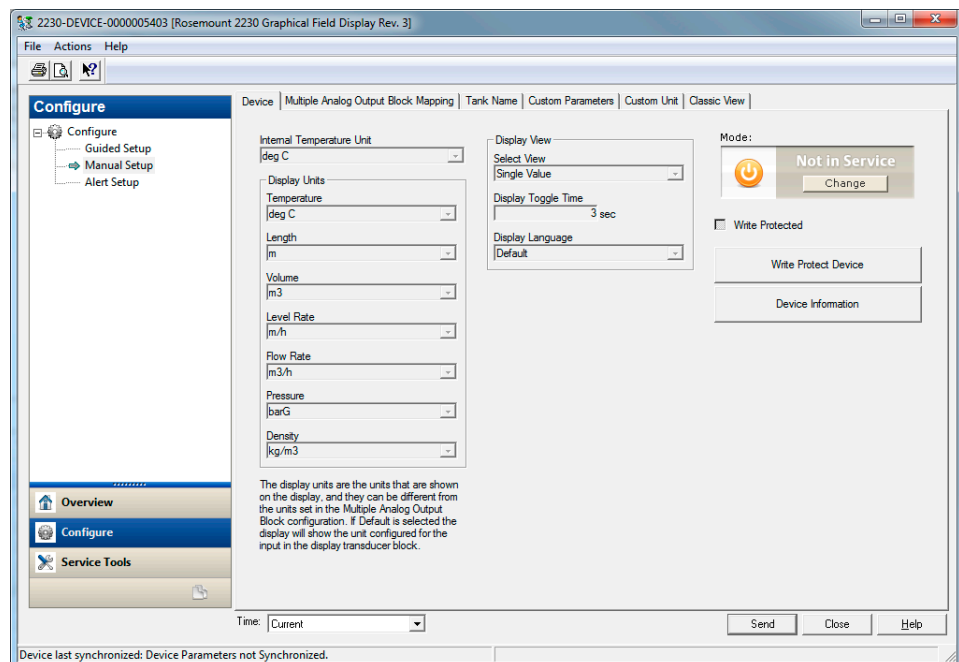 2230-DEVICE-0000005403 [Rosemount 2230 Graphical Field Display Rev. 3]
File Actions Help
Configure
Configure
Guided Setup
Manual Setup
Alert Setup
Overview
Configure
Service Tools
Device
Multiple Analog Output Block Mapping
Tank Name
Custom Parameters
Custom Unit
Classic View
Internal Temperature Unit
deg C
Display Units
Temperature
deg C
Length
m
Volume
m3
Level Rate
m/h
Flow Rate
m3/h
Pressure
barG
Density
kg/m3
The display units are the units that are shown
on the display, and they can be different from
the units set in the Multiple Analog Output
Block configuration. If Default is selected the
display will show the unit configured for the
input in the display transducer block.
Display View
Select View
Single Value
Display Toggle Time
3 sec
Display Language
Default
Mode:
Not in Service
Change
Write Protected
Write Protect Device
Device Information
Time: Current
Send
Close
Help
Device last synchronized: Device Parameters not Synchronized.